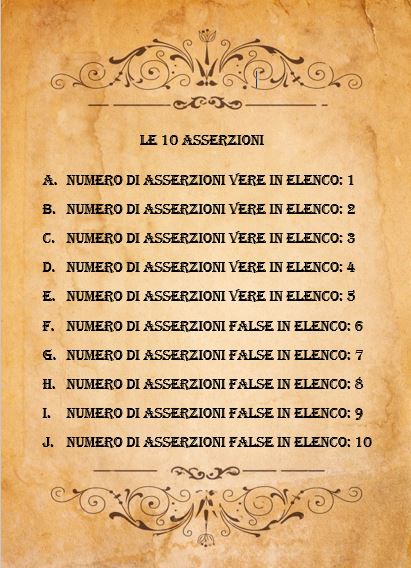 LE 10 ASSERZIONI
A. NUMERO DI ASSERZIONI VERE IN ELENCO: 1
B. NUMERO DI ASSERZIONI VERE IN ELENCO: 2
C. NUMERO DI ASSERZIONI VERE IN ELENCO: 3
D. NUMERO DI ASSERZIONI VERE IN ELENCO: 4
E. NUMERO DI ASSERZIONI VERE IN ELENCO: 5
F. NUMERO DI ASSERZIONI FALSE IN ELENCO: 6
G. NUMERO DI ASSERZIONI FALSE IN ELENCO: 7
H. NUMERO DI ASSERZIONI FALSE IN ELENCO: 8
I. NUMERO DI ASSERZIONI FALSE IN ELENCO: 9
J. NUMERO DI ASSERZIONI FALSE IN ELENCO: 10